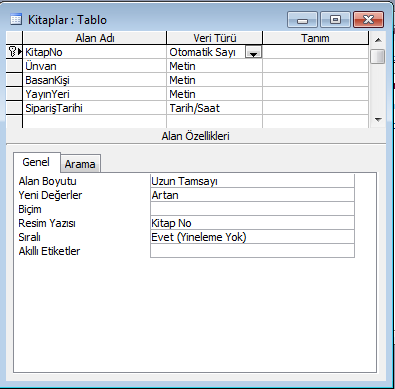 Kitaplar : Tablo
Alan Adı Veri Türü Tanım
KitapNo Otomatik Sayı
Ünvan Metin
BasanKişi Metin
YayınYeri Metin
SiparişTarihi Tarih/Saat
Alan Özellikleri
Genel Arama
Alan Boyutu Uzun Tamsayı
Yeni Değerler Artan
Biçim
Resim Yazısı Kitap No
Sıralı Evet (Yineleme Yok)
Akıllı Etiketler